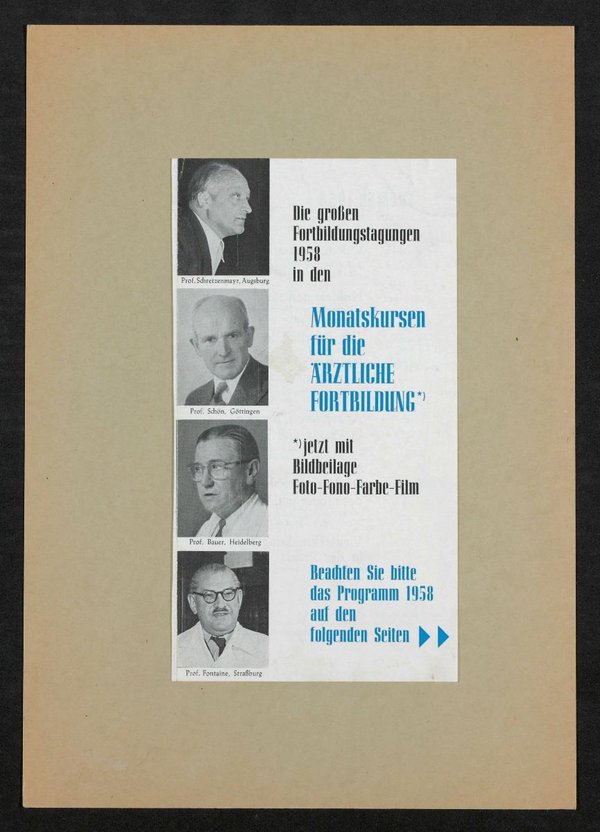 Prof. Schretzenmayr, Augsburg
Prof. Schön, Göttingen
Prof. Bauer, Heidelberg
Prof. Fontaine, Straßburg
Die großen
Fortbildungstagungen
1958
in den
Monatskursen
für die
ÄRZTLICHE
FORTBILDUNG*)
*) jetzt mit
Bildbeilage
Foto-Fono-Farbe-Film
Beachten Sie bitte
das Programm 1958
auf den
folgenden Seiten